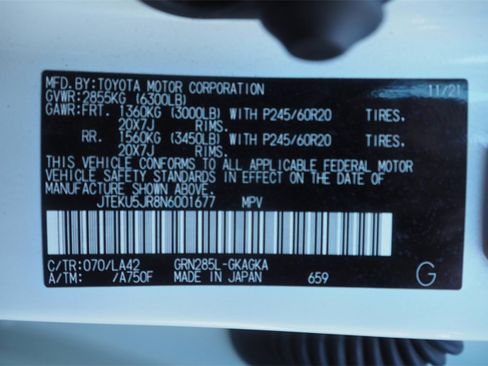 MFD.BY:TOYOTA MOTOR CORPORATION 11/21
GVWR:2855KG (6300LB)
GAWR:FRT. 1360KG (3000LB) WITH P245/60R20 TIRES.
20X7J RIMS.
RR. 1560KG (3450LB) WITH P245/60R20 TIRES.
20X7J RIMS.
THIS VEHICLE CONFORMS TO ALL APPLICABLE FEDERAL MOTOR
VEHICLE SAFETY STANDARDS IN EFFECT ON THE DATE OF
MANUFACTURE SHOWN ABOVE.
JTEKU5JR8N6001677 MPV
C/TR:070/LA42 GRN285L-GKAGKA
A/TM: /A750F MADE IN JAPAN 659 G